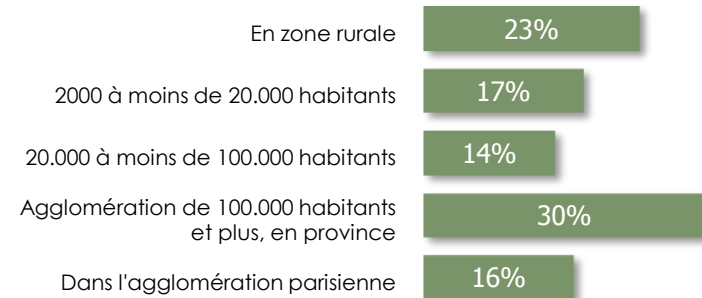 En zone rurale 23%
2000 à moins de 20.000 habitants 17%
20.000 à moins de 100.000 habitants 14%
Agglomération de 100.000 habitants
et plus, en province 30%
Dans l'agglomération parisienne 16%